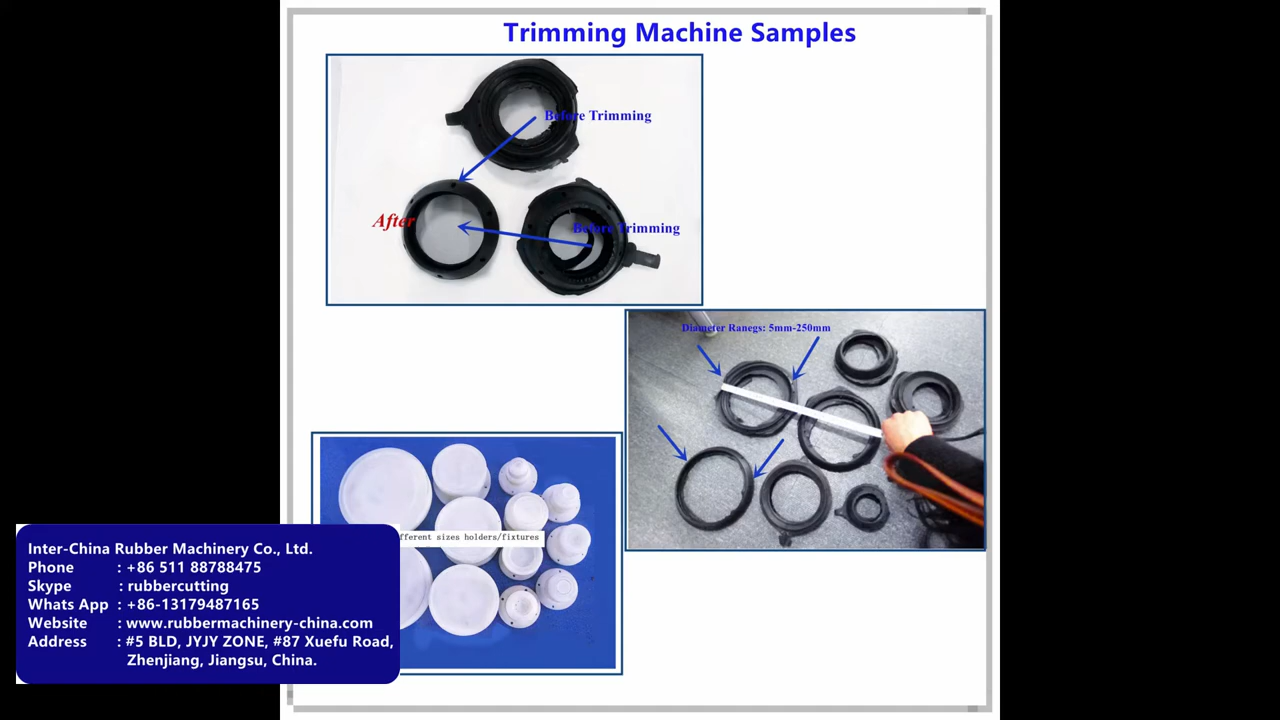 Trimming Machine Samples
Before Trimming
After
Before Trimming
Diameter Ranegs: 5mm-250mm
fferent sizes holders/fixtures
Inter-China Rubber Machinery Co., Ltd.
Phone : +86 511 88788475
Skype : rubbercutting
Whats App : +86-13179487165
Website : www.rubbermachinery-china.com
Address : #5 BLD, JYJY ZONE, #87 Xuefu Road,
Zhenjiang, Jiangsu, China.